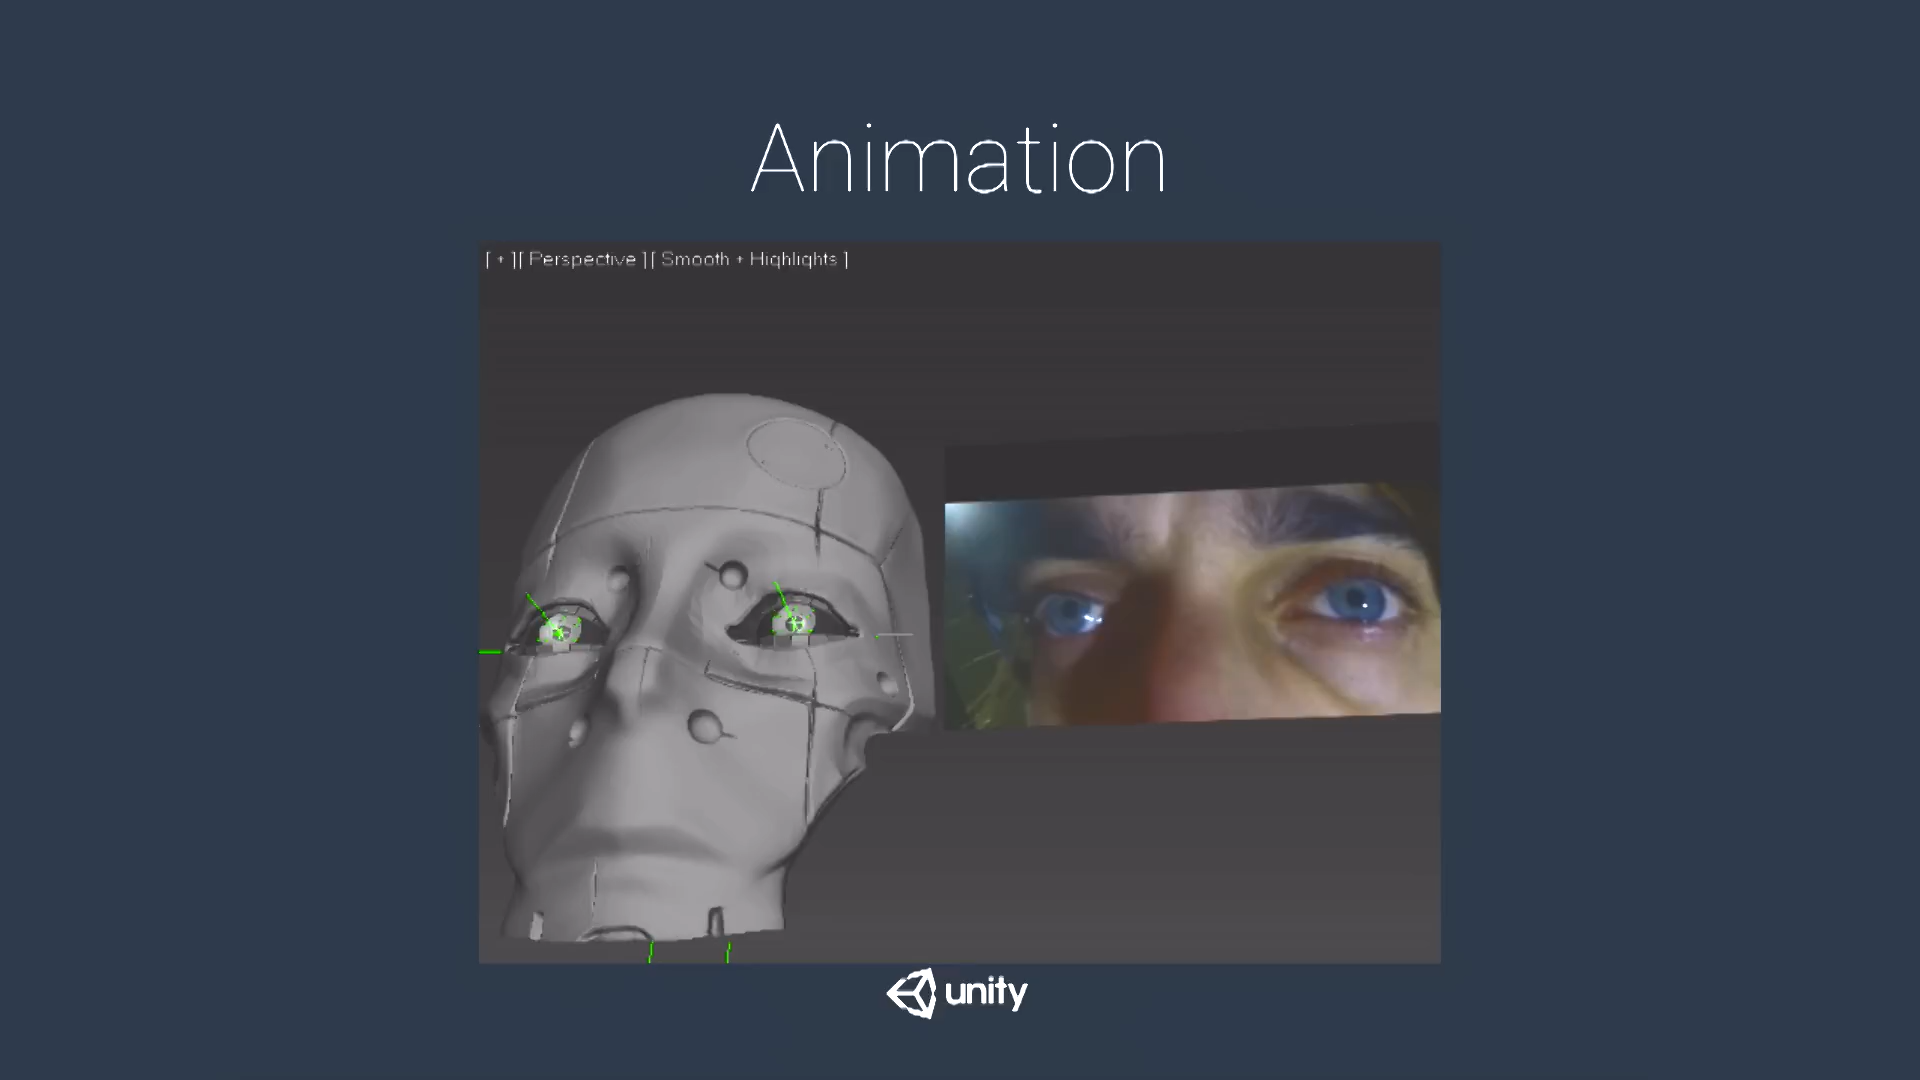 Animation
[ + ][ Perspective ][ Smooth + Highlights ]
unity